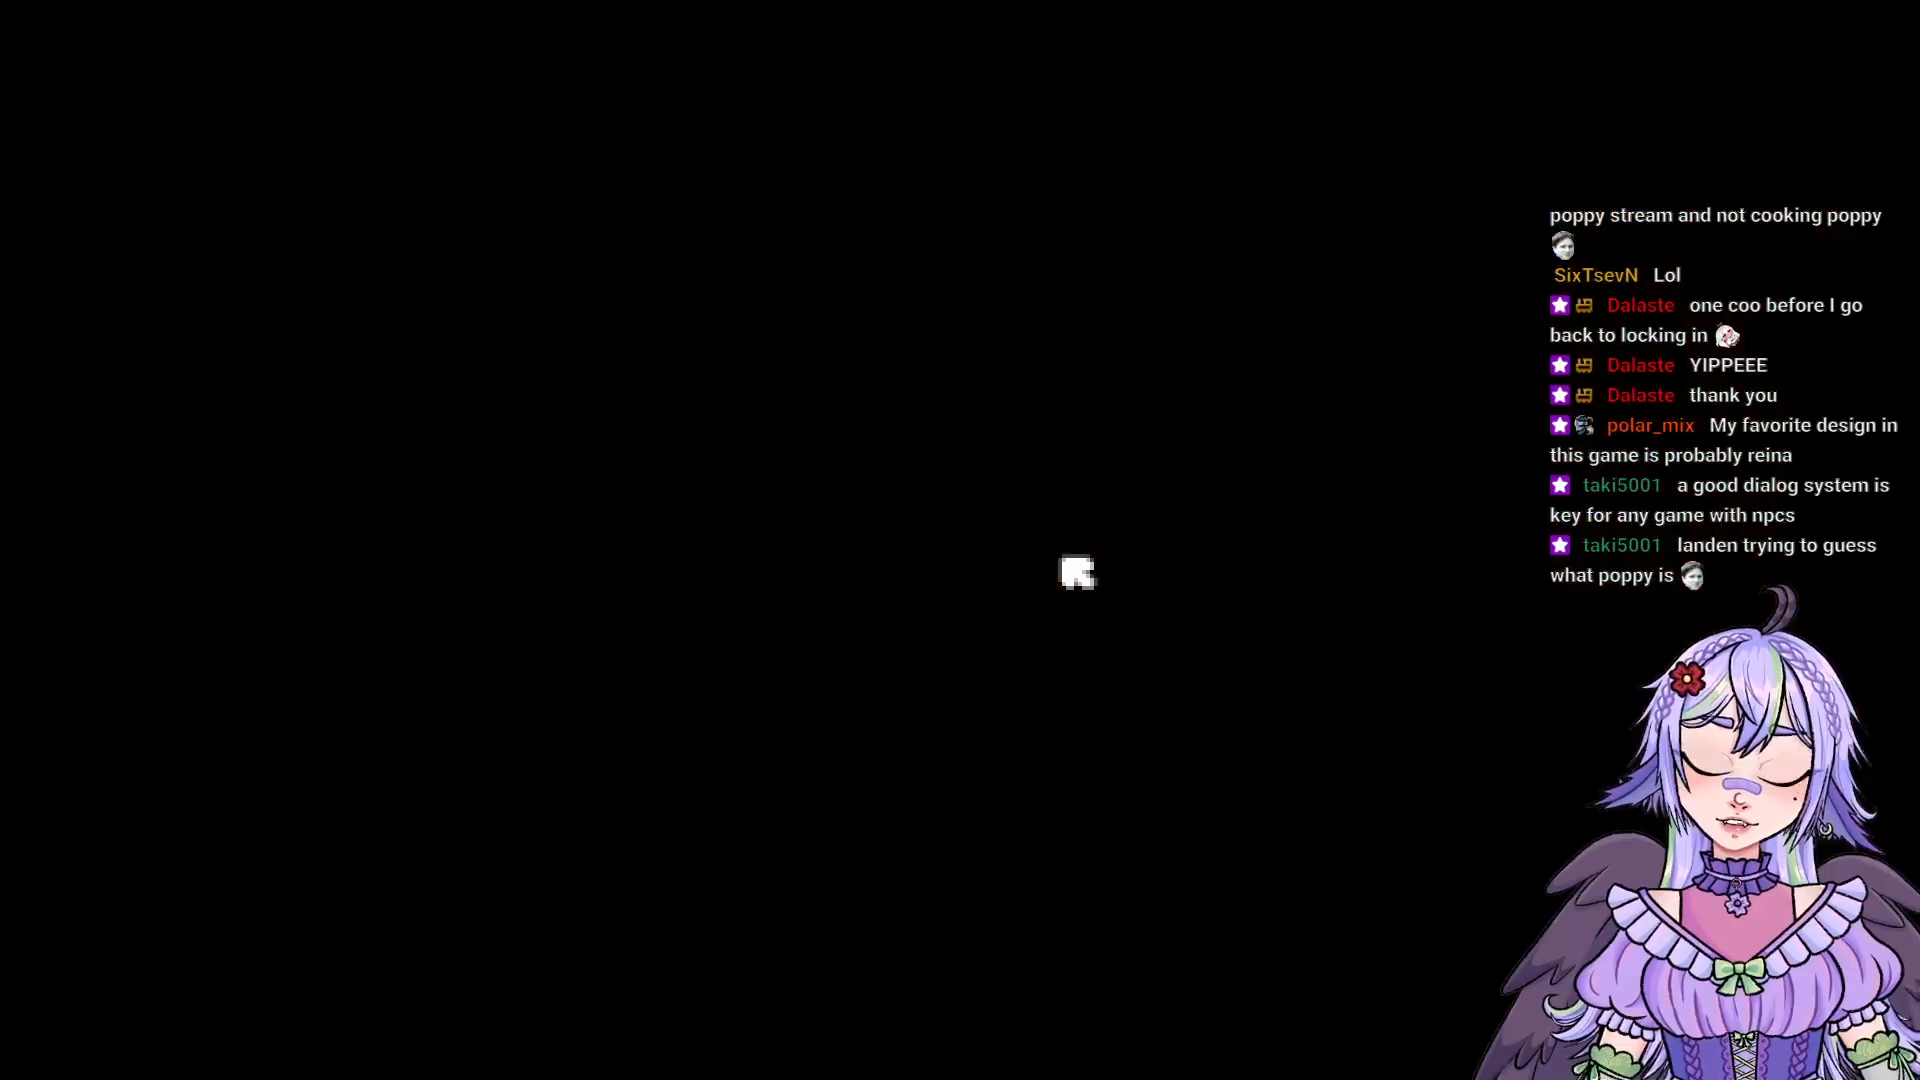 poppy stream and not cooking poppy
SixTsevN Lol
Dalaste one coo before I go
back to locking in
Dalaste YIPPEEE
Dalaste thank you
polar_mix My favorite design in
this game is probably reina
taki5001 a good dialog system is
key for any game with npcs
taki5001 landen trying to guess
what poppy is